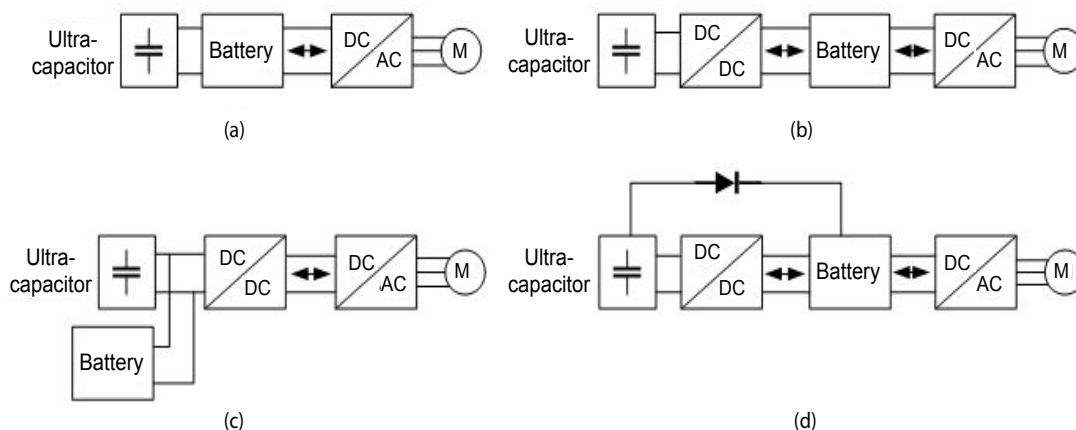 Ultra-
capacitor
Battery
DC
AC
M
(a)
Ultra-
capacitor
DC
DC
Battery
DC
AC
M
(b)
Ultra-
capacitor
DC
DC
DC
AC
M
Battery
(c)
Ultra-
capacitor
DC
DC
Battery
DC
AC
M
(d)